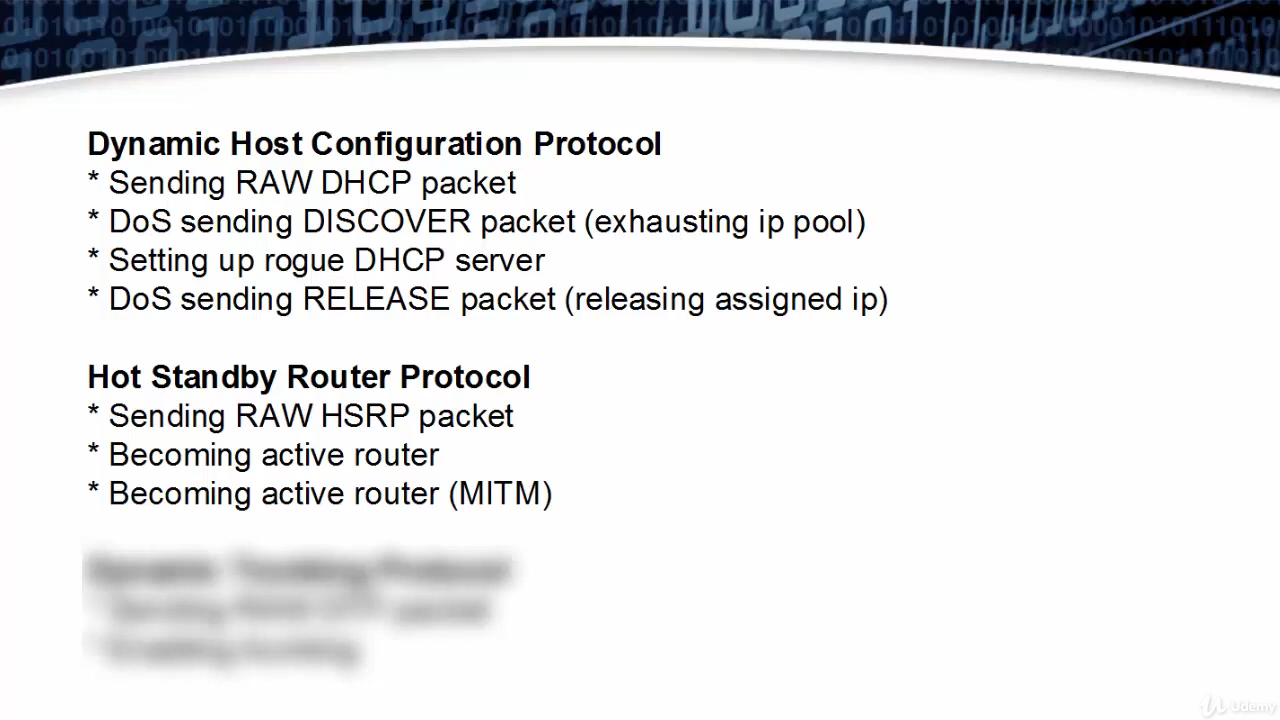 Dynamic Host Configuration Protocol
* Sending RAW DHCP packet
* DoS sending DISCOVER packet (exhausting ip pool)
* Setting up rogue DHCP server
* DoS sending RELEASE packet (releasing assigned ip)
Hot Standby Router Protocol
* Sending RAW HSRP packet
* Becoming active router
* Becoming active router (MITM)
Udemy